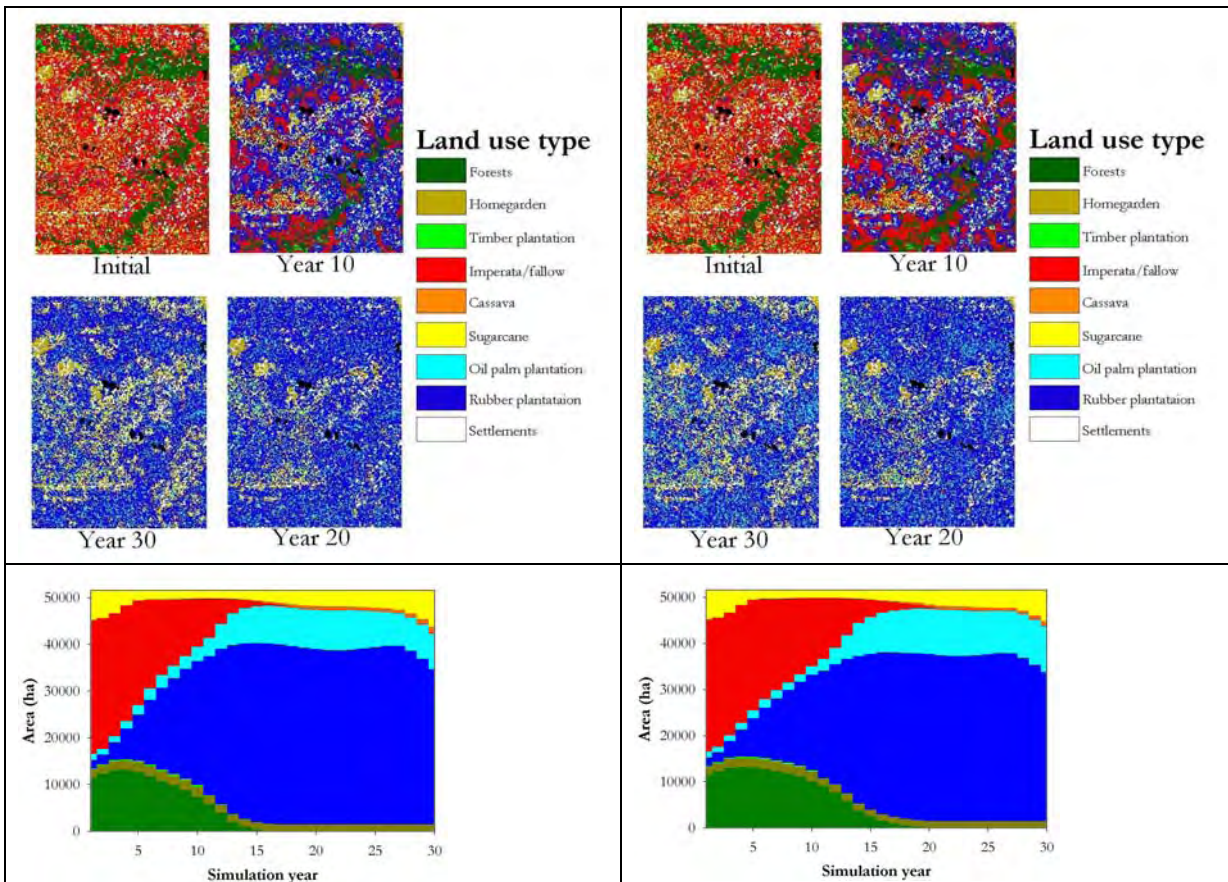 Land use type
Forests
Homegarden
Timber plantation
Imperata/fallow
Cassava
Sugarcane
Oil palm plantation
Rubber plantataion
Settlements
Initial
Year 10
Year 30
Year 20
Land use type
Forests
Homegarden
Timber plantation
Imperata/fallow
Cassava
Sugarcane
Oil palm plantation
Rubber plantataion
Settlements
Initial
Year 10
Year 30
Year 20
Area (ha)
50000
40000
30000
20000
10000
0
5
10
15
20
25
30
Simulation year
Area (ha)
50000
40000
30000
20000
10000
0
5
10
15
20
25
30
Simulation year